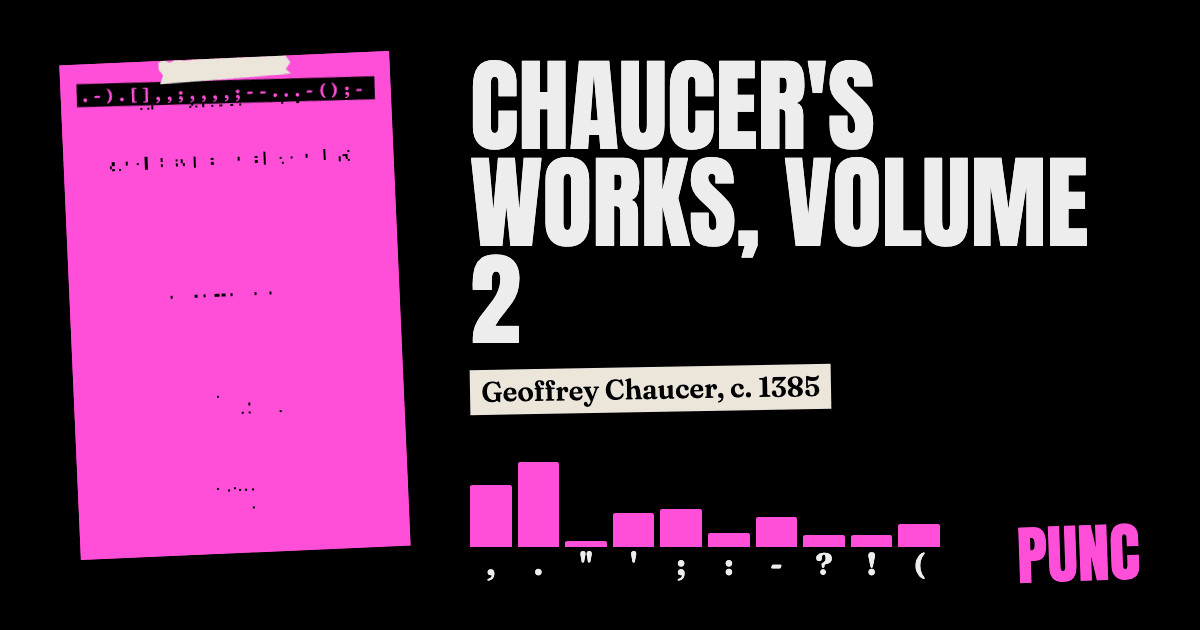 .-).[],,;,,,,;--...-();-
CHAUCER'S
WORKS, VOLUME
2
Geoffrey Chaucer, c. 1385
, . " ' ; : - ? ! (
PUNC